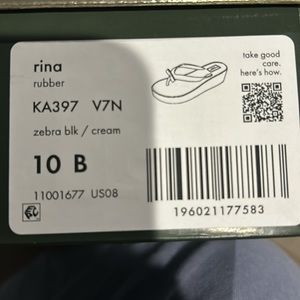 rina
rubber
KA397 V7N
zebra blk / cream
10 B
11001677 US08
take good
care.
here's how.
196021177583